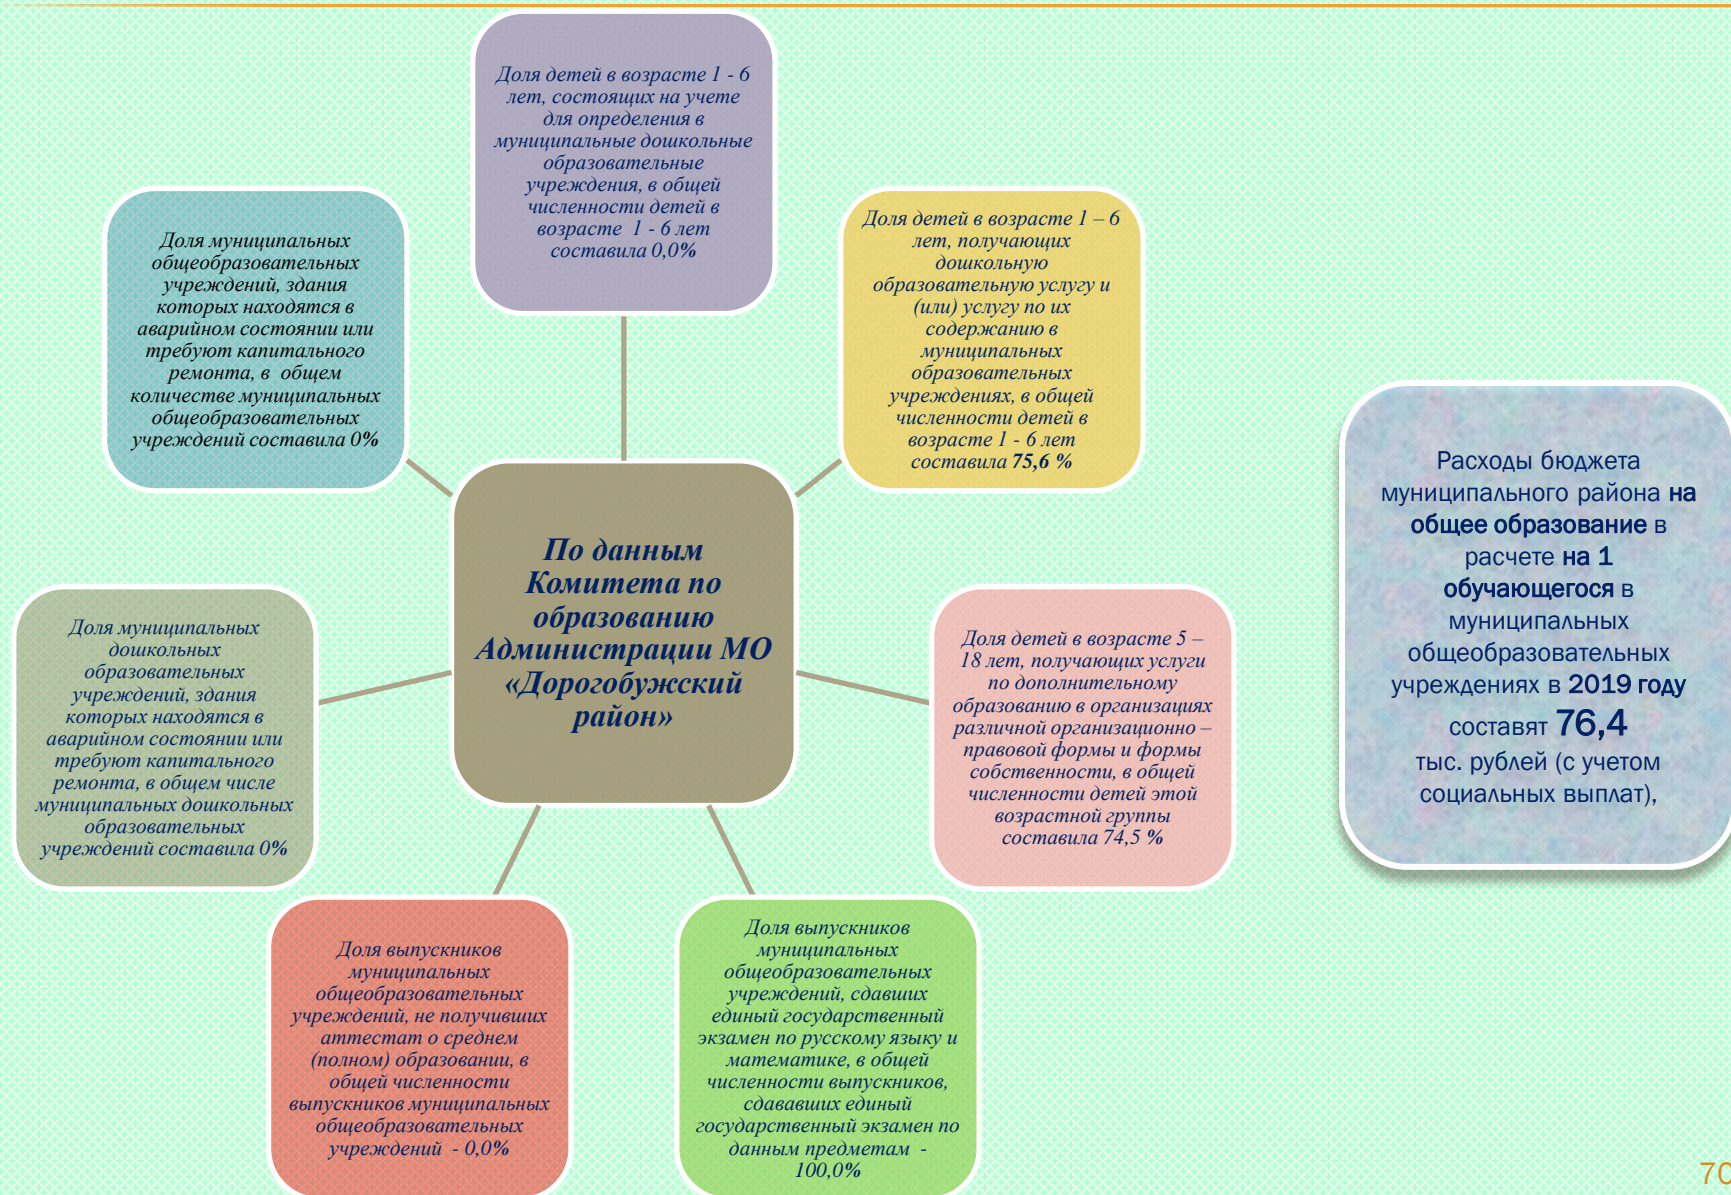 Доля детей в возрасте 1 - 6
лет, состоящих на учете
для определения в
муниципальные дошкольные
образовательные
учреждения, в общей
численности детей в
возрасте 1 - 6 лет
составила 0,0%
Доля детей в возрасте 1 – 6
лет, получающих
дошкольную
образовательную услугу и
(или) услугу по их
содержанию в
муниципальных
образовательных
учреждениях, в общей
численности детей в
возрасте 1 - 6 лет
составила 75,6 %
Доля детей в возрасте 5 –
18 лет, получающих услуги
по дополнительному
образованию в организациях
различной организационно –
правовой формы и формы
собственности, в общей
численности детей этой
возрастной группы
составила 74,5 %
Доля выпускников
муниципальных
общеобразовательных
учреждений, сдавших
единый государственный
экзамен по русскому языку и
математике, в общей
численности выпускников,
сдававших единый
государственный экзамен по
данным предметам -
100,0%
Доля выпускников
муниципальных
общеобразовательных
учреждений, не получивших
аттестат о среднем
(полном) образовании, в
общей численности
выпускников муниципальных
общеобразовательных
учреждений - 0,0%
Доля муниципальных
дошкольных
образовательных
учреждений, здания
которых находятся в
аварийном состоянии или
требуют капитального
ремонта, в общем числе
муниципальных дошкольных
образовательных
учреждений составила 0%
Доля муниципальных
общеобразовательных
учреждений, здания
которых находятся в
аварийном состоянии или
требуют капитального
ремонта, в общем
количестве муниципальных
общеобразовательных
учреждений составила 0%
По данным
Комитета по
образованию
Администрации МО
«Дорогобужский
район»
Расходы бюджета
муниципального района на
общее образование в
расчете на 1
обучающегося в
муниципальных
общеобразовательных
учреждениях в 2019 году
составят 76,4
тыс. рублей (с учетом
социальных выплат),
70